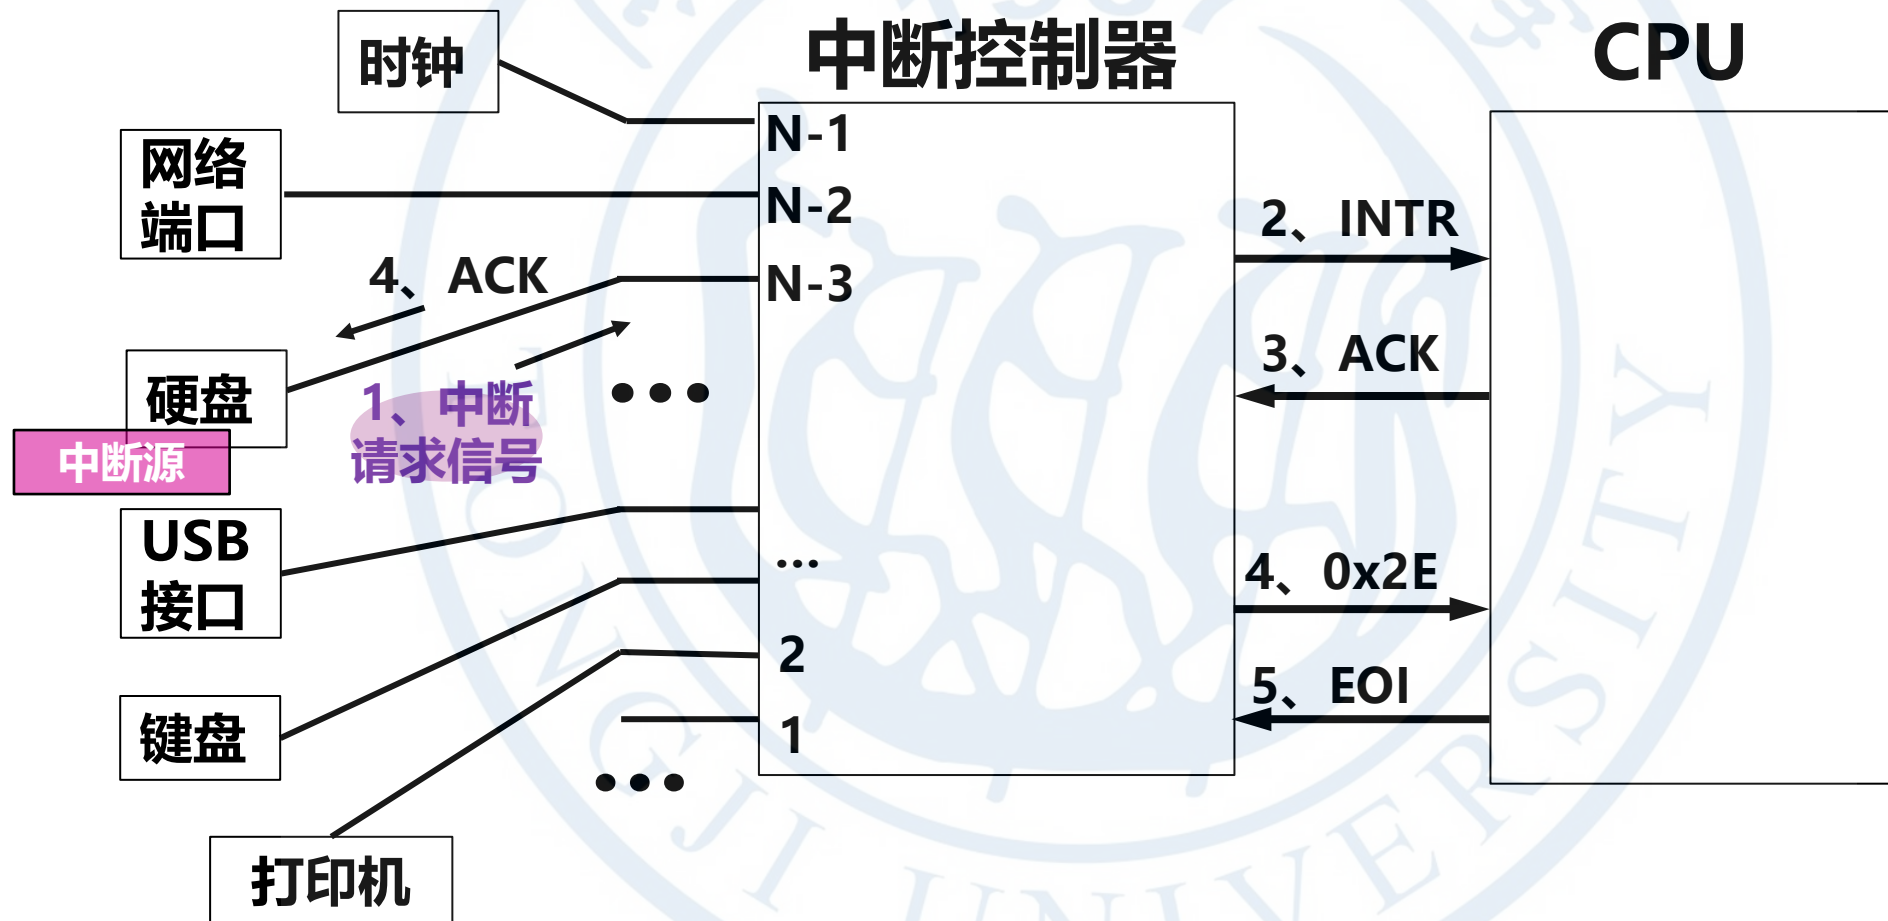 时钟
中断控制器
CPU
网络
端口
N-1
N-2
N-3
2、INTR
4、ACK
3、ACK
硬盘
中断源
1、中断
请求信号
USB
接口
...
4、0x2E
2
5、EOI
键盘
1
打印机
NGJI UNIVERSITY